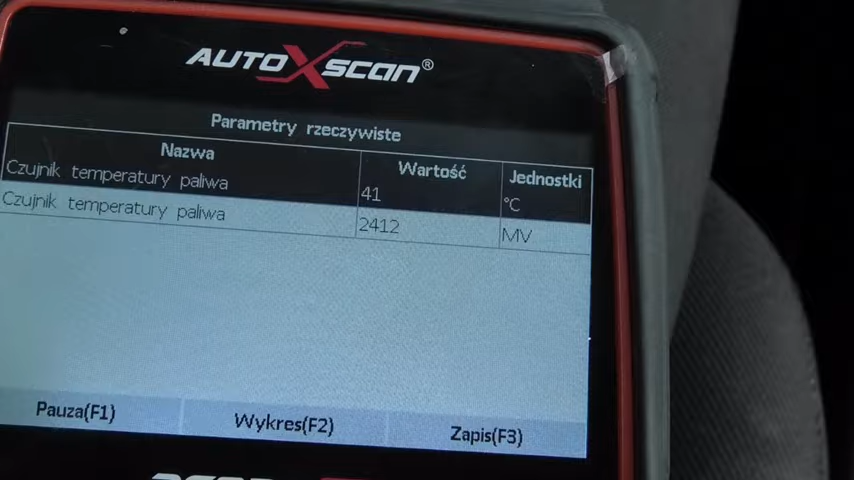 AUTOXSCAN®
Parametry rzeczywiste
Nazwa Wartość Jednostki
Czujnik temperatury paliwa 41 °C
Czujnik temperatury paliwa 2412 MV
Pauza(F1) Wykres(F2) Zapis(F3)